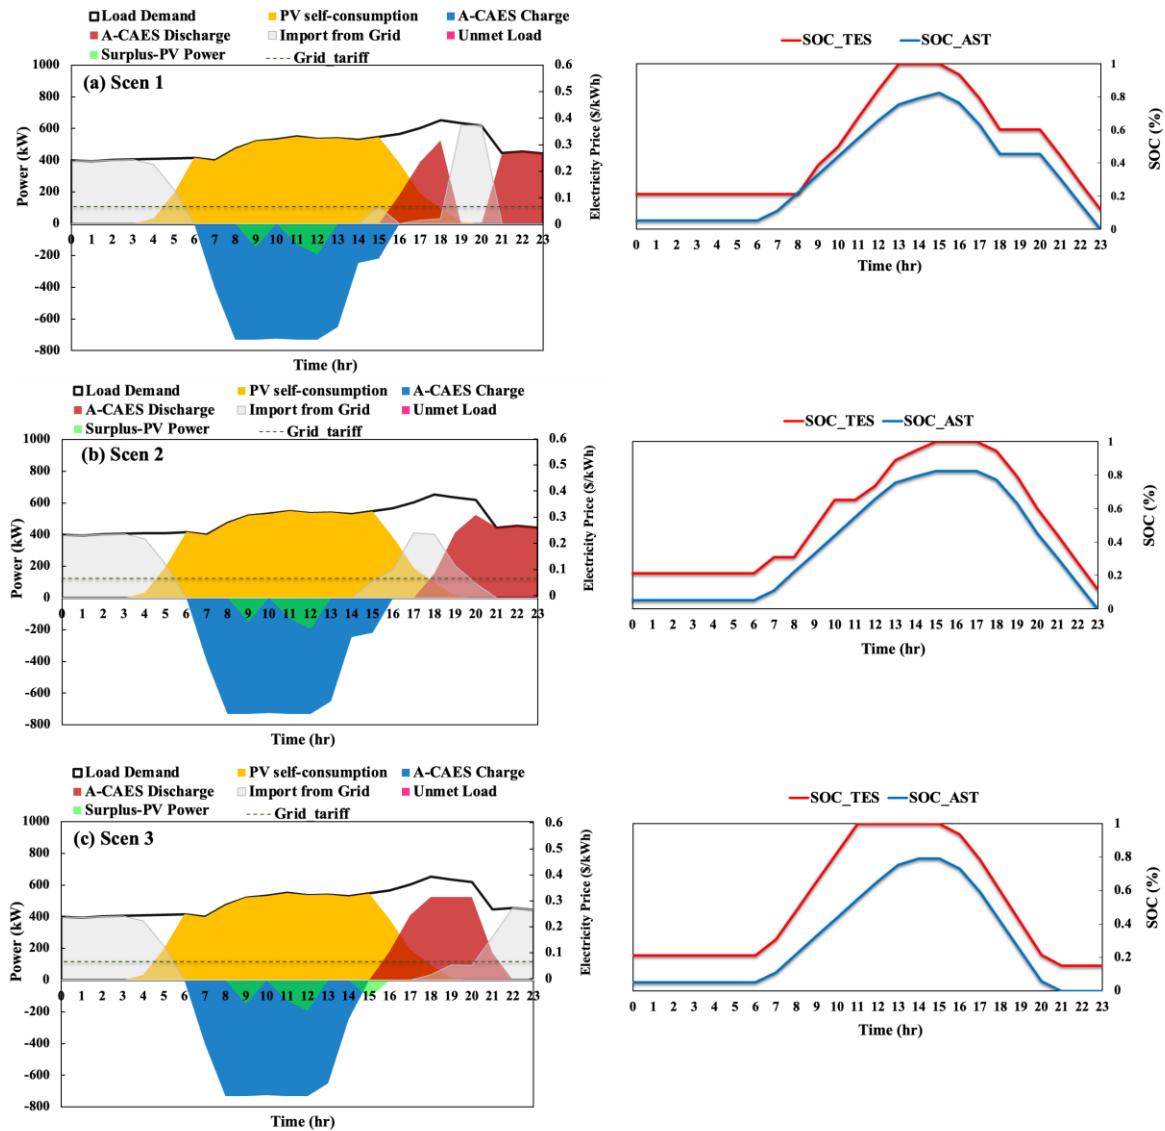 Load Demand PV self-consumption A-CAES Charge
A-CAES Discharge Import from Grid Unmet Load
Surplus-PV Power Grid_tariff
(a) Scen 1
Power (kW)
1000
800
600
400
200
0
-200
-400
-600
-800
0 1 2 3 4 5 6 7 8 9 10 11 12 13 14 15 16 17 18 19 20 21 22 23
Time (hr)
0.6
0.5
0.4
0.3
0.2
0.1
0
Electricity Price ($/kWh)
SOC_TES SOC_AST
1
0.8
0.6
0.4
0.2
0
SOC (%)
0 1 2 3 4 5 6 7 8 9 10 11 12 13 14 15 16 17 18 19 20 21 22 23
Time (hr)
Load Demand PV self-consumption A-CAES Charge
A-CAES Discharge Import from Grid Unmet Load
Surplus-PV Power Grid_tariff
(b) Scen 2
Power (kW)
1000
800
600
400
200
0
-200
-400
-600
-800
0 1 2 3 4 5 6 7 8 9 10 11 12 13 14 15 16 17 18 19 20 21 22 23
Time (hr)
0.6
0.5
0.4
0.3
0.2
0.1
0
Electricity Price ($/kWh)
SOC_TES SOC_AST
1
0.8
0.6
0.4
0.2
0
SOC (%)
0 1 2 3 4 5 6 7 8 9 10 11 12 13 14 15 16 17 18 19 20 21 22 23
Time (hr)
Load Demand PV self-consumption A-CAES Charge
A-CAES Discharge Import from Grid Unmet Load
Surplus-PV Power Grid_tariff
(c) Scen 3
Power (kW)
1000
800
600
400
200
0
-200
-400
-600
-800
0 1 2 3 4 5 6 7 8 9 10 11 12 13 14 15 16 17 18 19 20 21 22 23
Time (hr)
0.6
0.5
0.4
0.3
0.2
0.1
0
Electricity Price ($/kWh)
SOC_TES SOC_AST
1
0.8
0.6
0.4
0.2
0
SOC (%)
0 1 2 3 4 5 6 7 8 9 10 11 12 13 14 15 16 17 18 19 20 21 22 23
Time (hr)